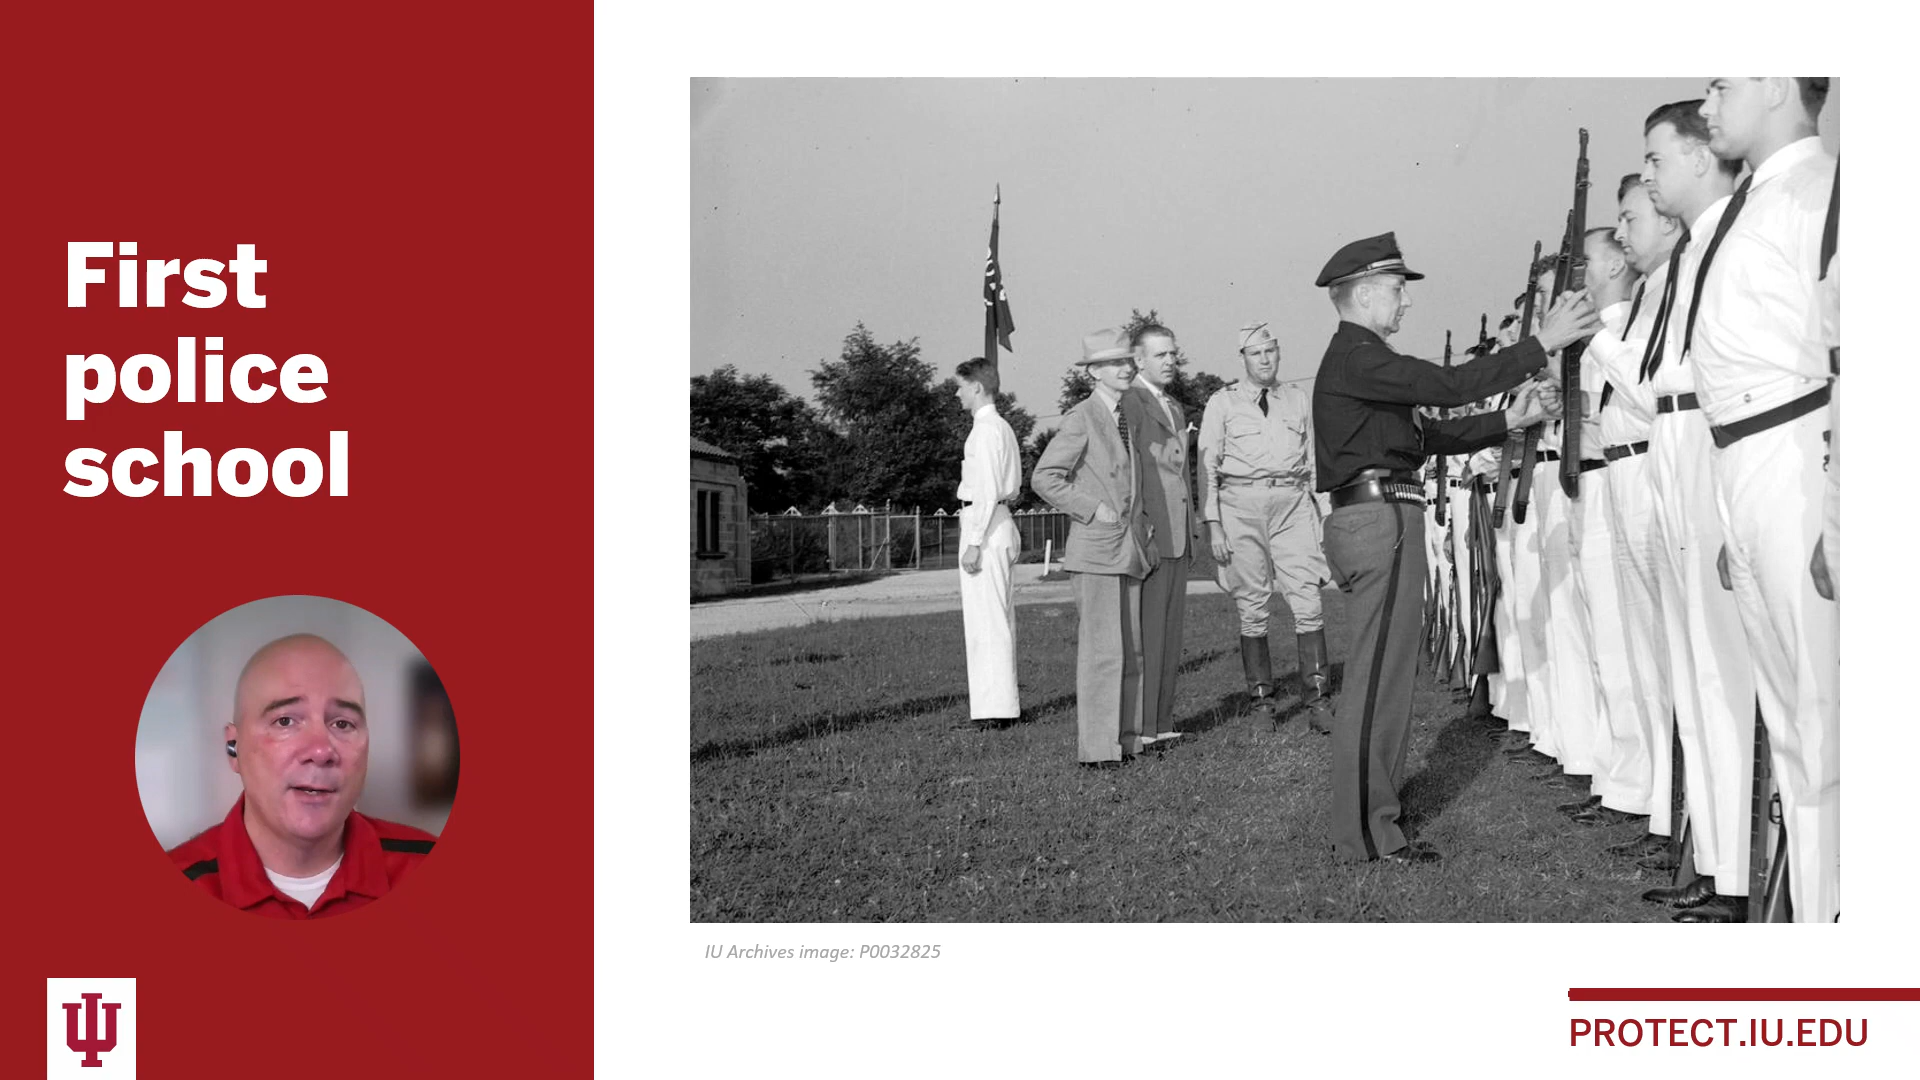 First
police
school
IU Archives image: P0032825
PROTECT.IU.EDU